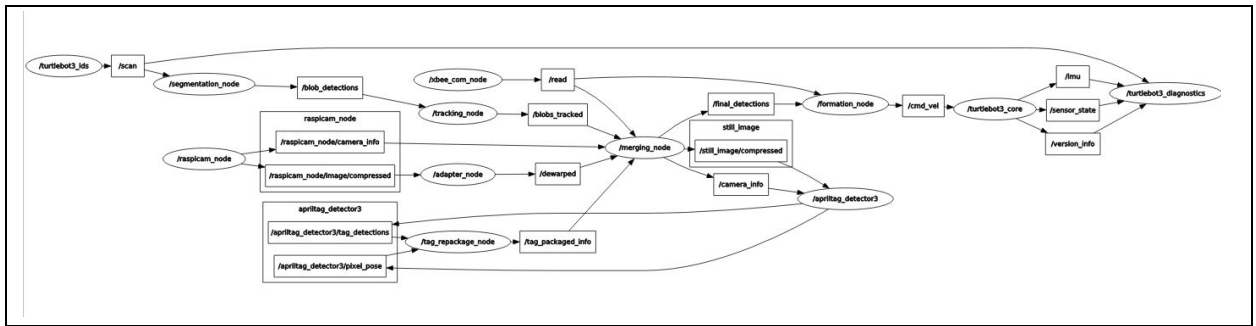 /turtlebot3_lds
/scan
/segmentation_node
/blob_detections
/tracking_node
/blobs_tracked
/xbee_com_node
/read
raspicam_node
/raspicam_node/camera_info
/raspicam_node/image/compressed
/raspicam_node
/adapter_node
/dewarped
/merging_node
/final_detections
still_image
/still_image/compressed
/camera_info
/formation_node
/cmd_vel
/turtlebot3_core
/imu
/sensor_state
/version_info
/turtlebot3_diagnostics
/apriltag_detector3
apriltag_detector3
/apriltag_detector3/tag_detections
/apriltag_detector3/pixel_pose
/tag_repackage_node
/tag_packaged_info